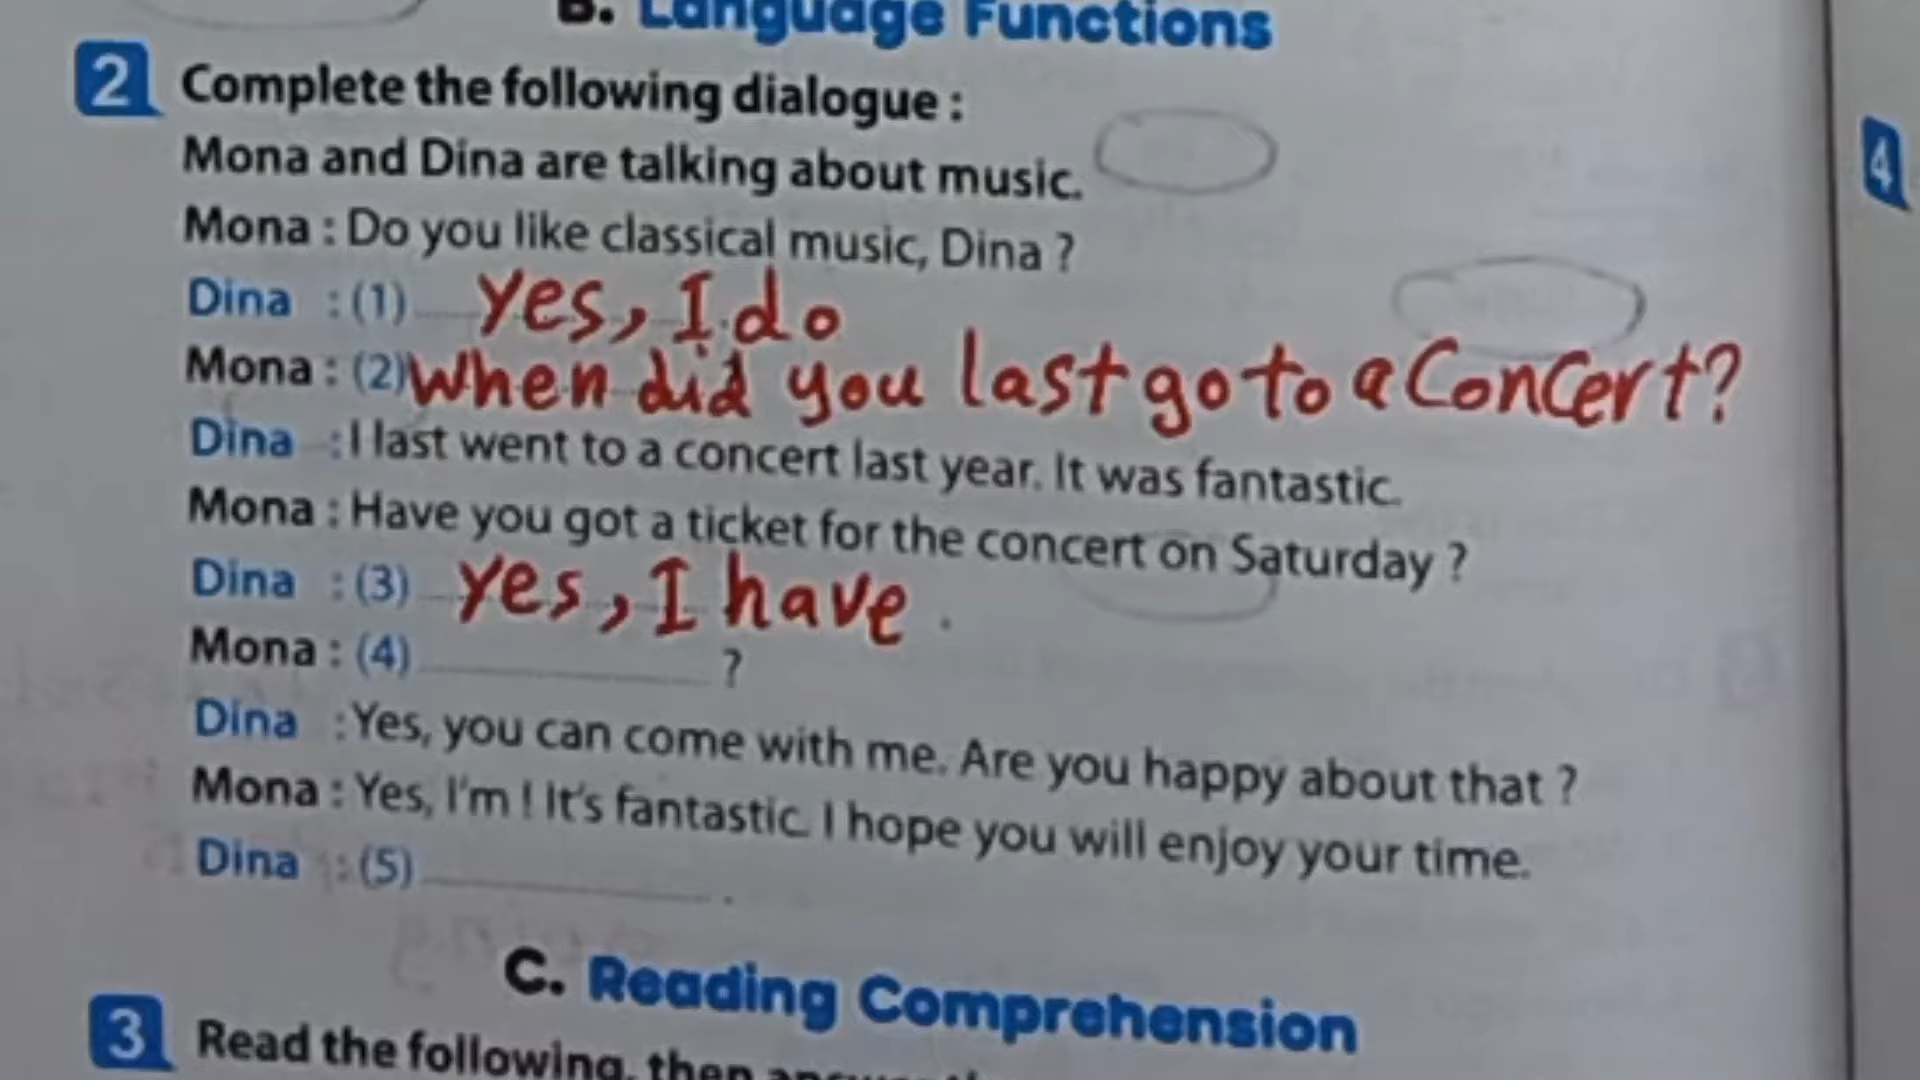 B. Language Functions
2 Complete the following dialogue :
4
Mona and Dina are talking about music.
Mona : Do you like classical music, Dina ?
Dina : (1) Yes, I do
Mona : (2) When did you last go to a Concert?
Dina : I last went to a concert last year. It was fantastic.
Mona : Have you got a ticket for the concert on Saturday ?
Dina : (3) Yes, I have .
Mona : (4) ?
Dina : Yes, you can come with me. Are you happy about that ?
Mona : Yes, I'm ! It's fantastic. I hope you will enjoy your time.
Dina : (5) .
C. Reading Comprehension
3 Read the following, then